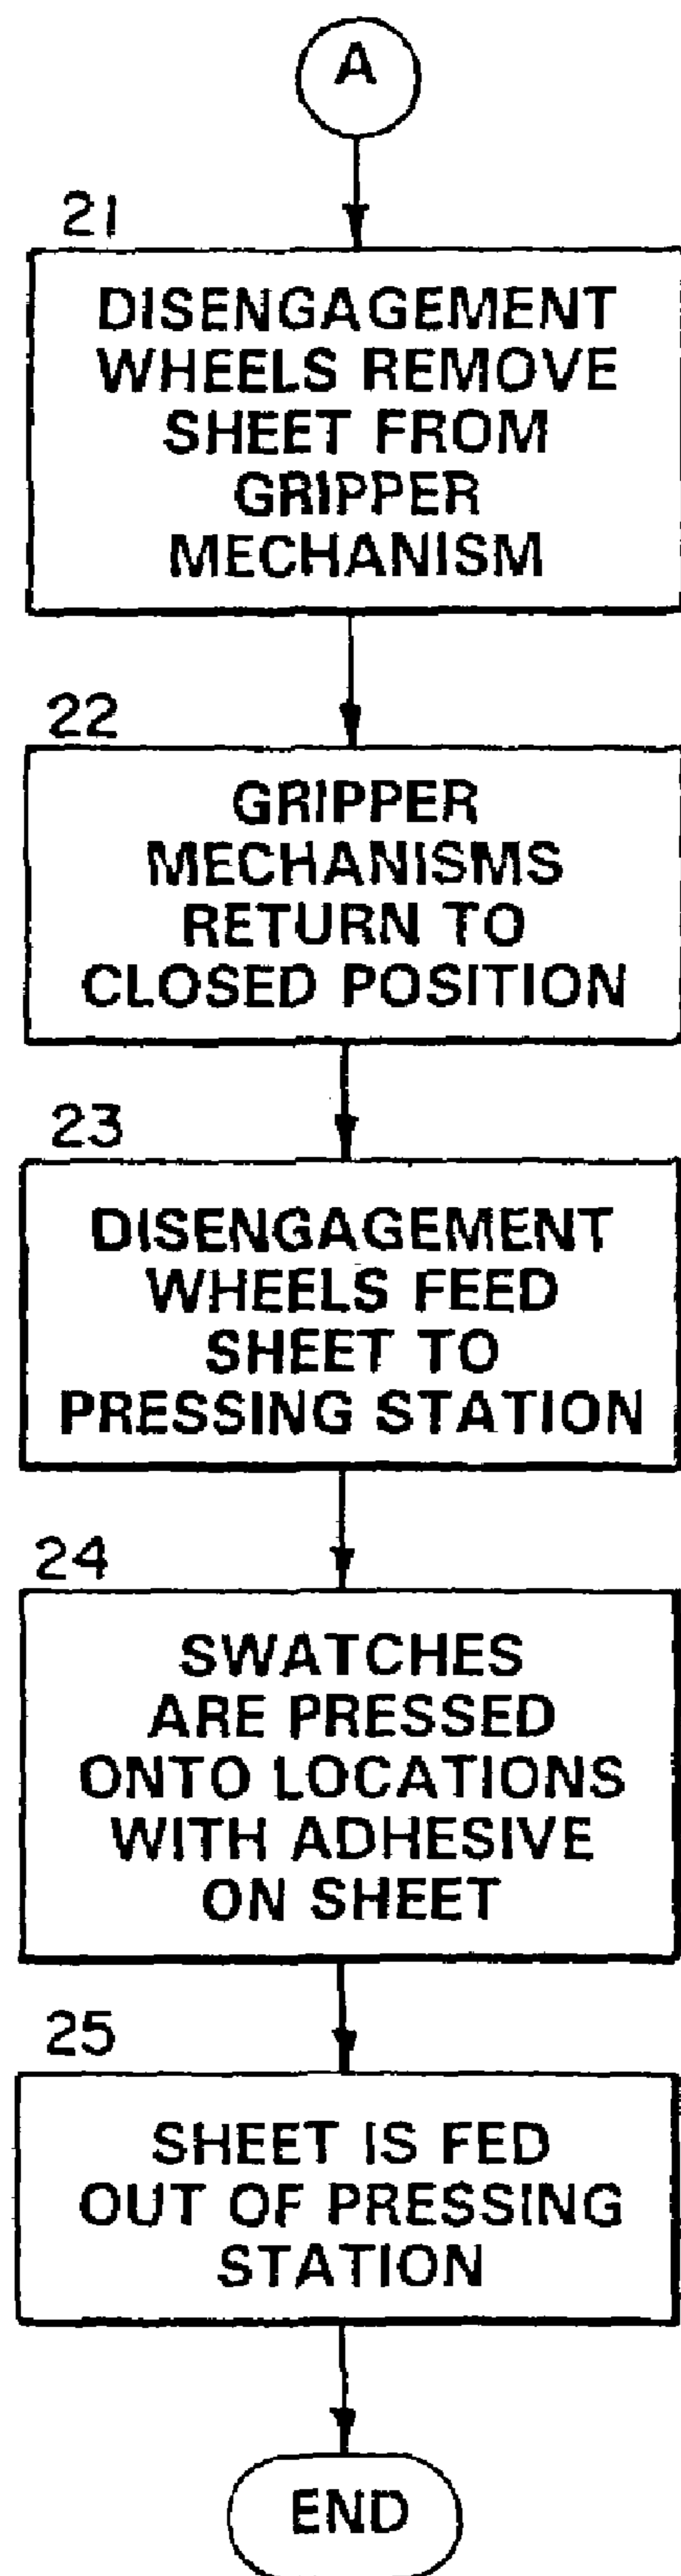 A
21
DISENGAGEMENT
WHEELS REMOVE
SHEET FROM
GRIPPER
MECHANISM
22
GRIPPER
MECHANISMS
RETURN TO
CLOSED POSITION
23
DISENGAGEMENT
WHEELS FEED
SHEET TO
PRESSING STATION
24
SWATCHES
ARE PRESSED
ONTO LOCATIONS
WITH ADHESIVE
ON SHEET
25
SHEET IS FED
OUT OF PRESSING
STATION
END